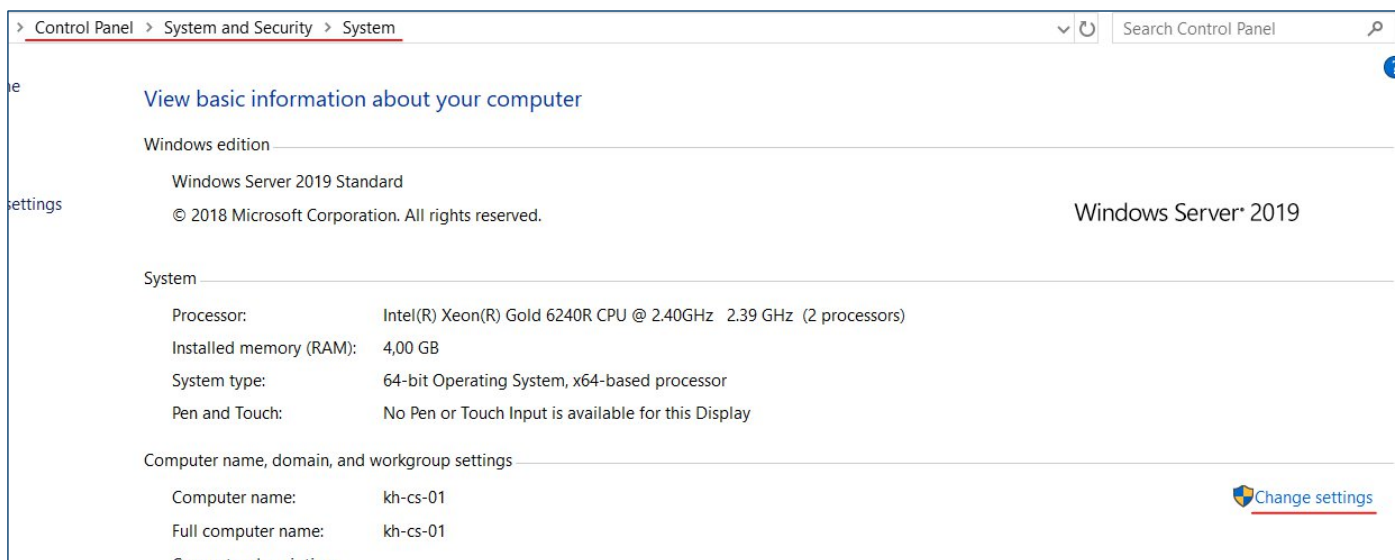 > Control Panel > System and Security > System
Search Control Panel
View basic information about your computer
Windows edition
Windows Server 2019 Standard
© 2018 Microsoft Corporation. All rights reserved.
settings
Windows Server 2019
System
Processor: Intel(R) Xeon(R) Gold 6240R CPU @ 2.40GHz 2.39 GHz (2 processors)
Installed memory (RAM): 4,00 GB
System type: 64-bit Operating System, x64-based processor
Pen and Touch: No Pen or Touch Input is available for this Display
Computer name, domain, and workgroup settings
Computer name: kh-cs-01
Change settings
Full computer name: kh-cs-01